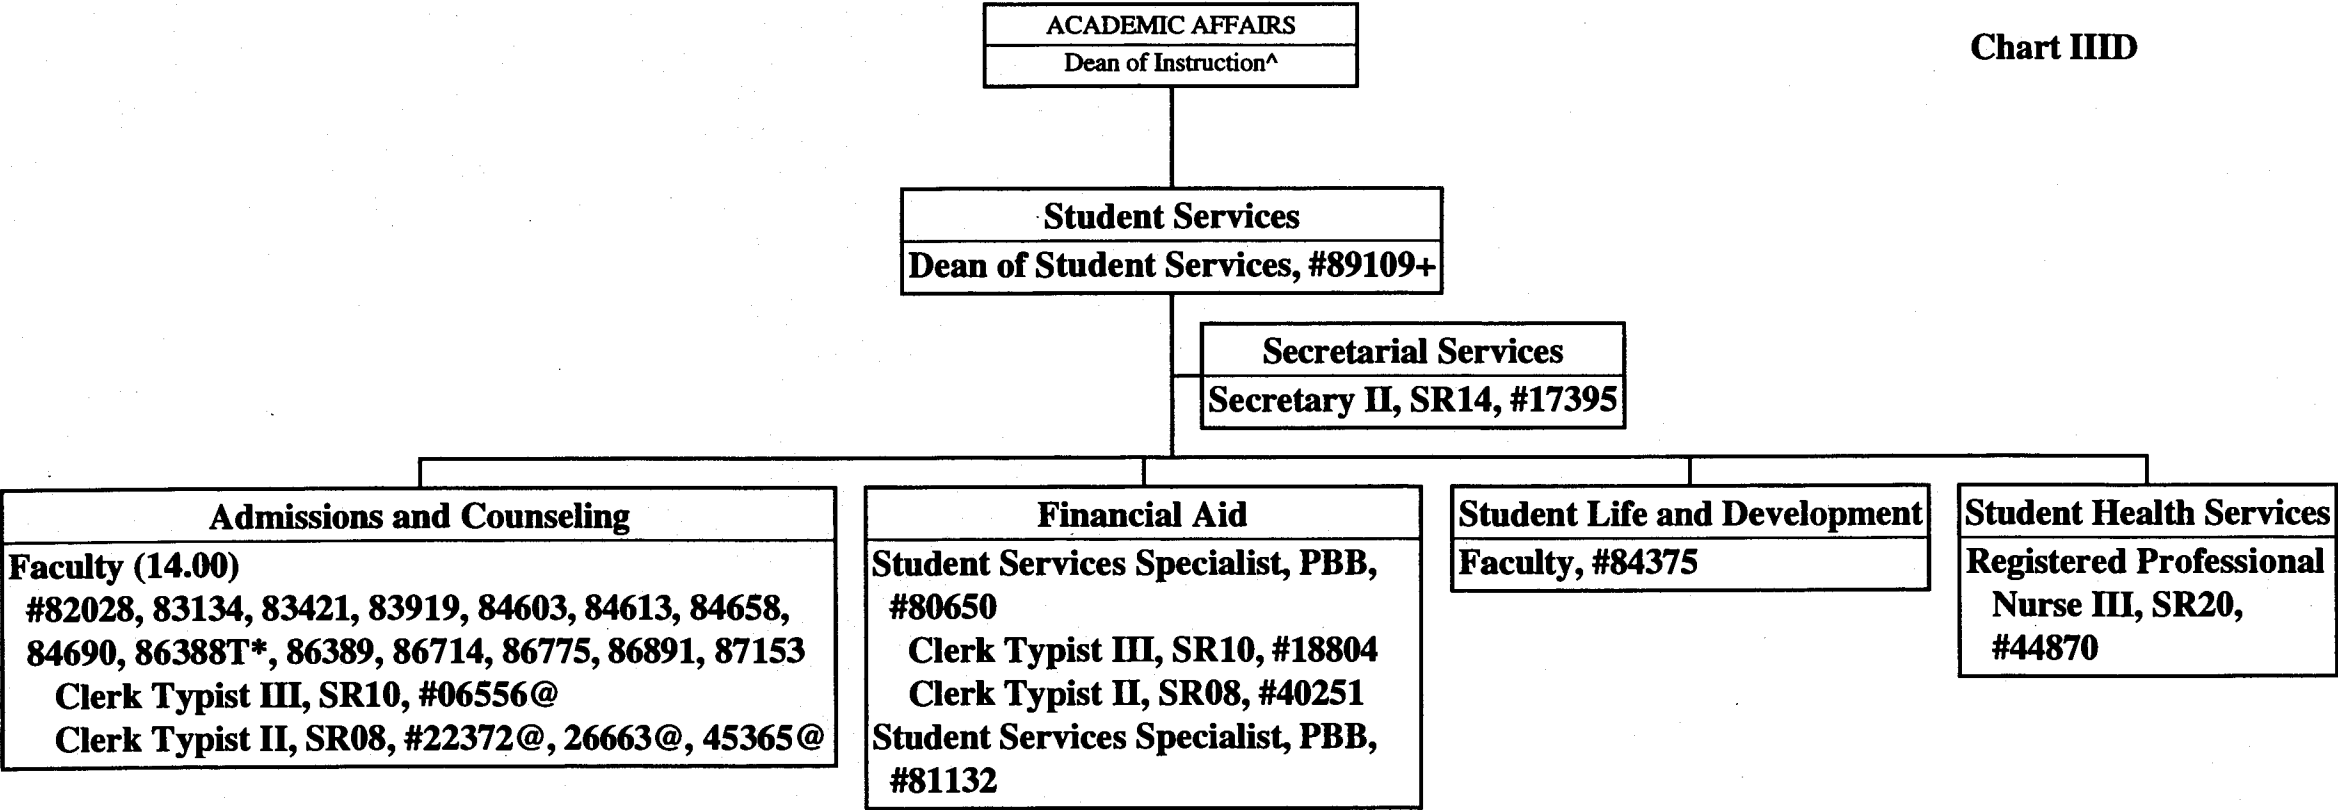 ACADEMIC AFFAIRS
Dean of Instruction^
Chart IIID
Student Services
Dean of Student Services, #89109+
Secretarial Services
Secretary II, SR14, #17395
Admissions and Counseling
Faculty (14.00)
#82028, 83134, 83421, 83919, 84603, 84613, 84658,
84690, 86388T*, 86389, 86714, 86775, 86891, 87153
Clerk Typist III, SR10, #06556@
Clerk Typist II, SR08, #22372@, 26663@, 45365@
Financial Aid
Student Services Specialist, PBB,
#80650
Clerk Typist III, SR10, #18804
Clerk Typist II, SR08, #40251
Student Services Specialist, PBB,
#81132
Student Life and Development
Faculty, #84375
Student Health Services
Registered Professional
Nurse III, SR20,
#44870